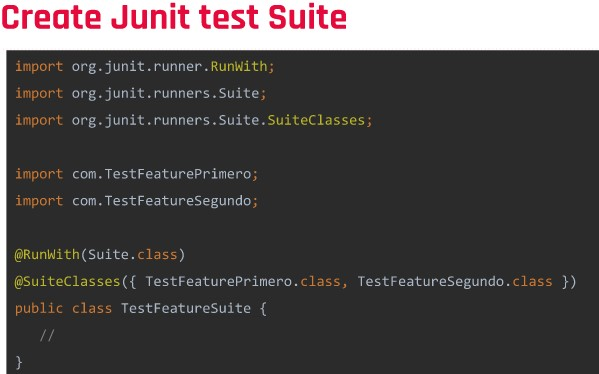 Create Junit test Suite
import org.junit.runner.RunWith;
import org.junit.runners.Suite;
import org.junit.runners.Suite.SuiteClasses;
import com.TestFeaturePrimero;
import com.TestFeatureSegundo;
@RunWith(Suite.class)
@SuiteClasses({ TestFeaturePrimero.class, TestFeatureSegundo.class })
public class TestFeatureSuite {
//
}